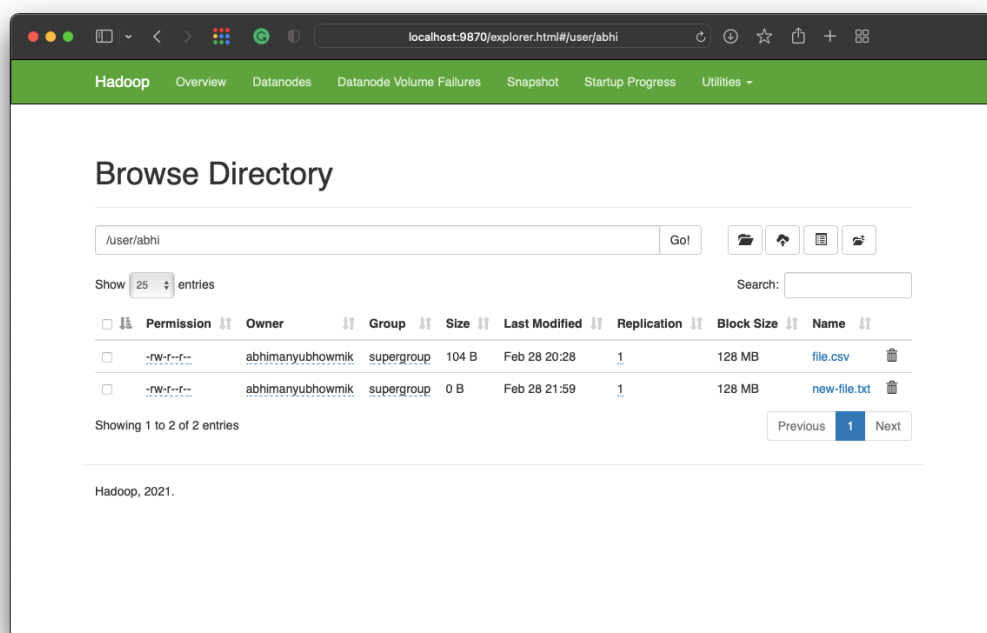 localhost:9870/explorer.html#/user/abhi
Hadoop Overview Datanodes Datanode Volume Failures Snapshot Startup Progress Utilities
Browse Directory
/user/abhi Go!
Show 25 entries Search:
Permission Owner Group Size Last Modified Replication Block Size Name
-rw-r--r-- abhimanyubhowmik supergroup 104 B Feb 28 20:28 1 128 MB file.csv
-rw-r--r-- abhimanyubhowmik supergroup 0 B Feb 28 21:59 1 128 MB new-file.txt
Showing 1 to 2 of 2 entries Previous 1 Next
Hadoop, 2021.